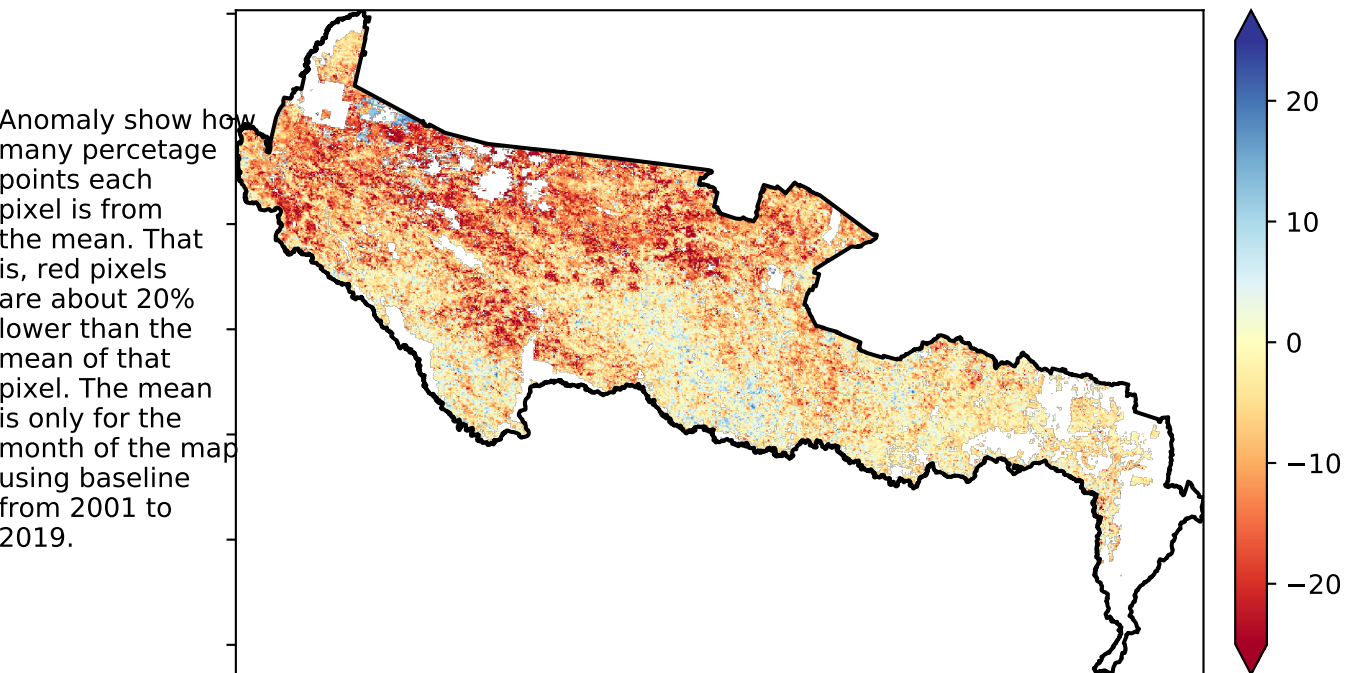 Anomaly show how
many percetage
points each
pixel is from
the mean. That
is, red pixels
are about 20%
lower than the
mean of that
pixel. The mean
is only for the
month of the map
using baseline
from 2001 to
2019.
20
10
0
−10
−20